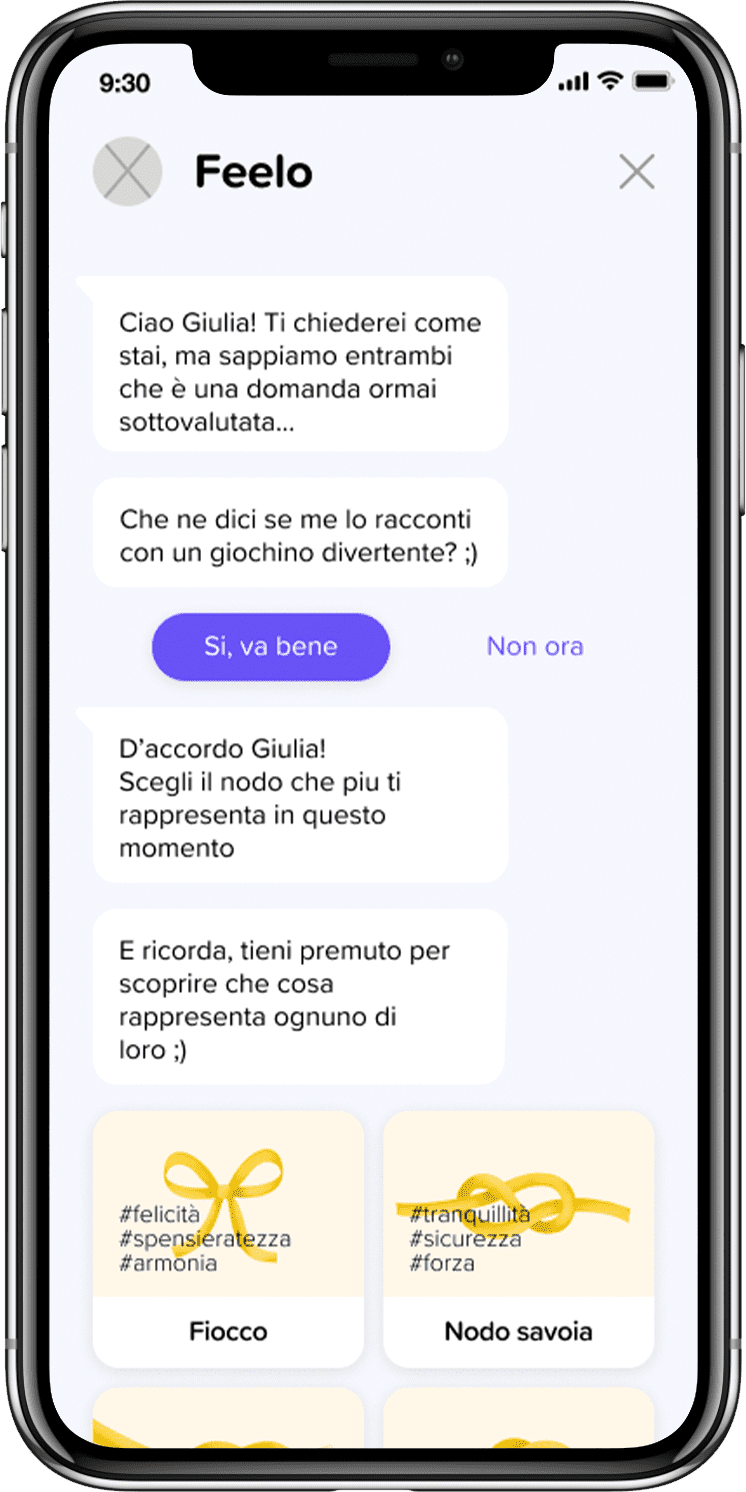 9:30
Feelo
Ciao Giulia! Ti chiederei come
stai, ma sappiamo entrambi
che è una domanda ormai
sottovalutata...
Che ne dici se me lo racconti
con un giochino divertente? ;)
Si, va bene
Non ora
D'accordo Giulia!
Scegli il nodo che piu ti
rappresenta in questo
momento
E ricorda, tieni premuto per
scoprire che cosa
rappresenta ognuno di
loro ;)
#felicità
#spensieratezza
#armonia
Fiocco
#tranquillità
#sicurezza
#forza
Nodo savoia